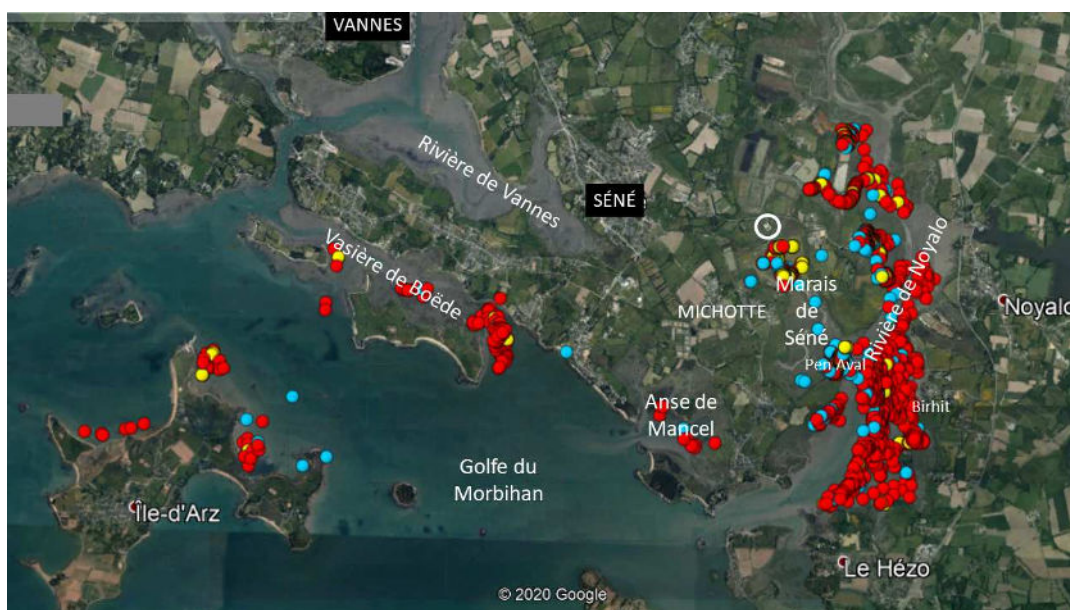 VANNES
Rivière de Vannes
SÉNÉ
Vasière de Boëde
MICHOTTE
Marais
de
Séné
Rivière de Noyalo
Noyalo
Pen Aval
Birhit
Anse de
Mancel
Golfe du
Morbihan
Île-d'Arz
Le Hézo
© 2020 Google